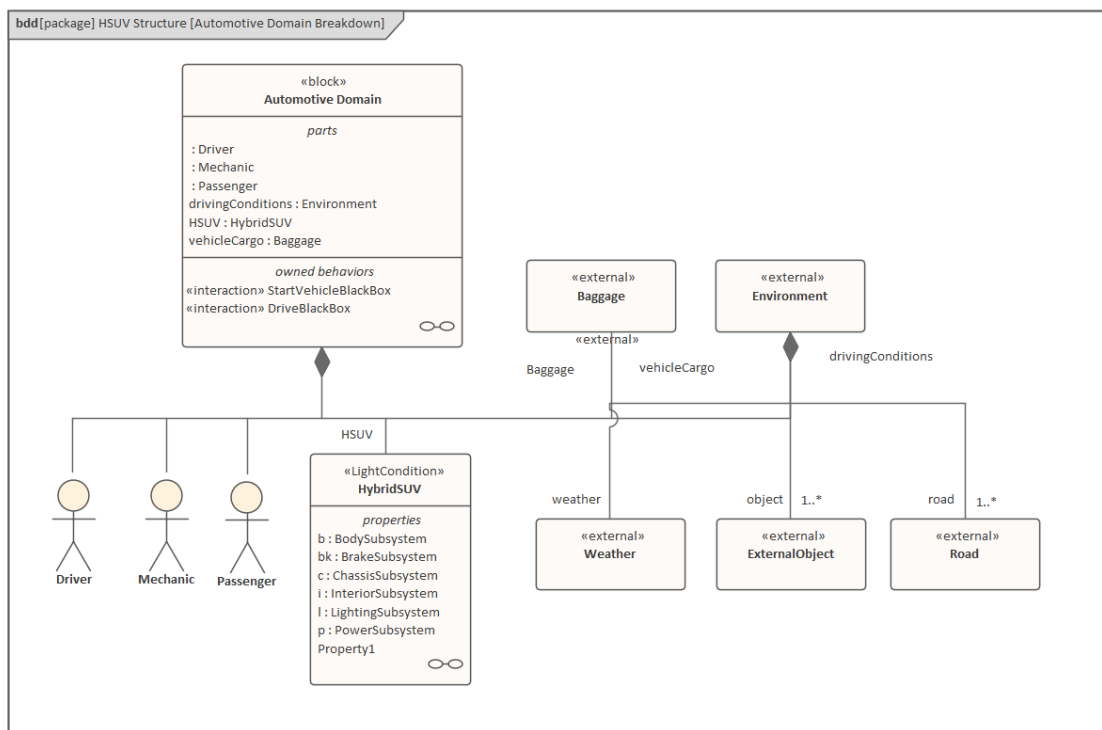 bdd [package] HSUV Structure [Automotive Domain Breakdown]
«block»
Automotive Domain
parts
: Driver
: Mechanic
: Passenger
drivingConditions : Environment
HSUV : HybridSUV
vehicleCargo : Baggage
owned behaviors
«interaction» StartVehicleBlackBox
«interaction» DriveBlackBox
«external»
Baggage
«external»
Environment
«external»
Baggage
vehicleCargo
drivingConditions
HSUV
Driver
Mechanic
Passenger
«LightCondition»
HybridSUV
properties
b : BodySubsystem
bk : BrakeSubsystem
c : ChassisSubsystem
i : InteriorSubsystem
l : LightingSubsystem
p : PowerSubsystem
Property1
weather
object
1..*
road
1..*
«external»
Weather
«external»
ExternalObject
«external»
Road